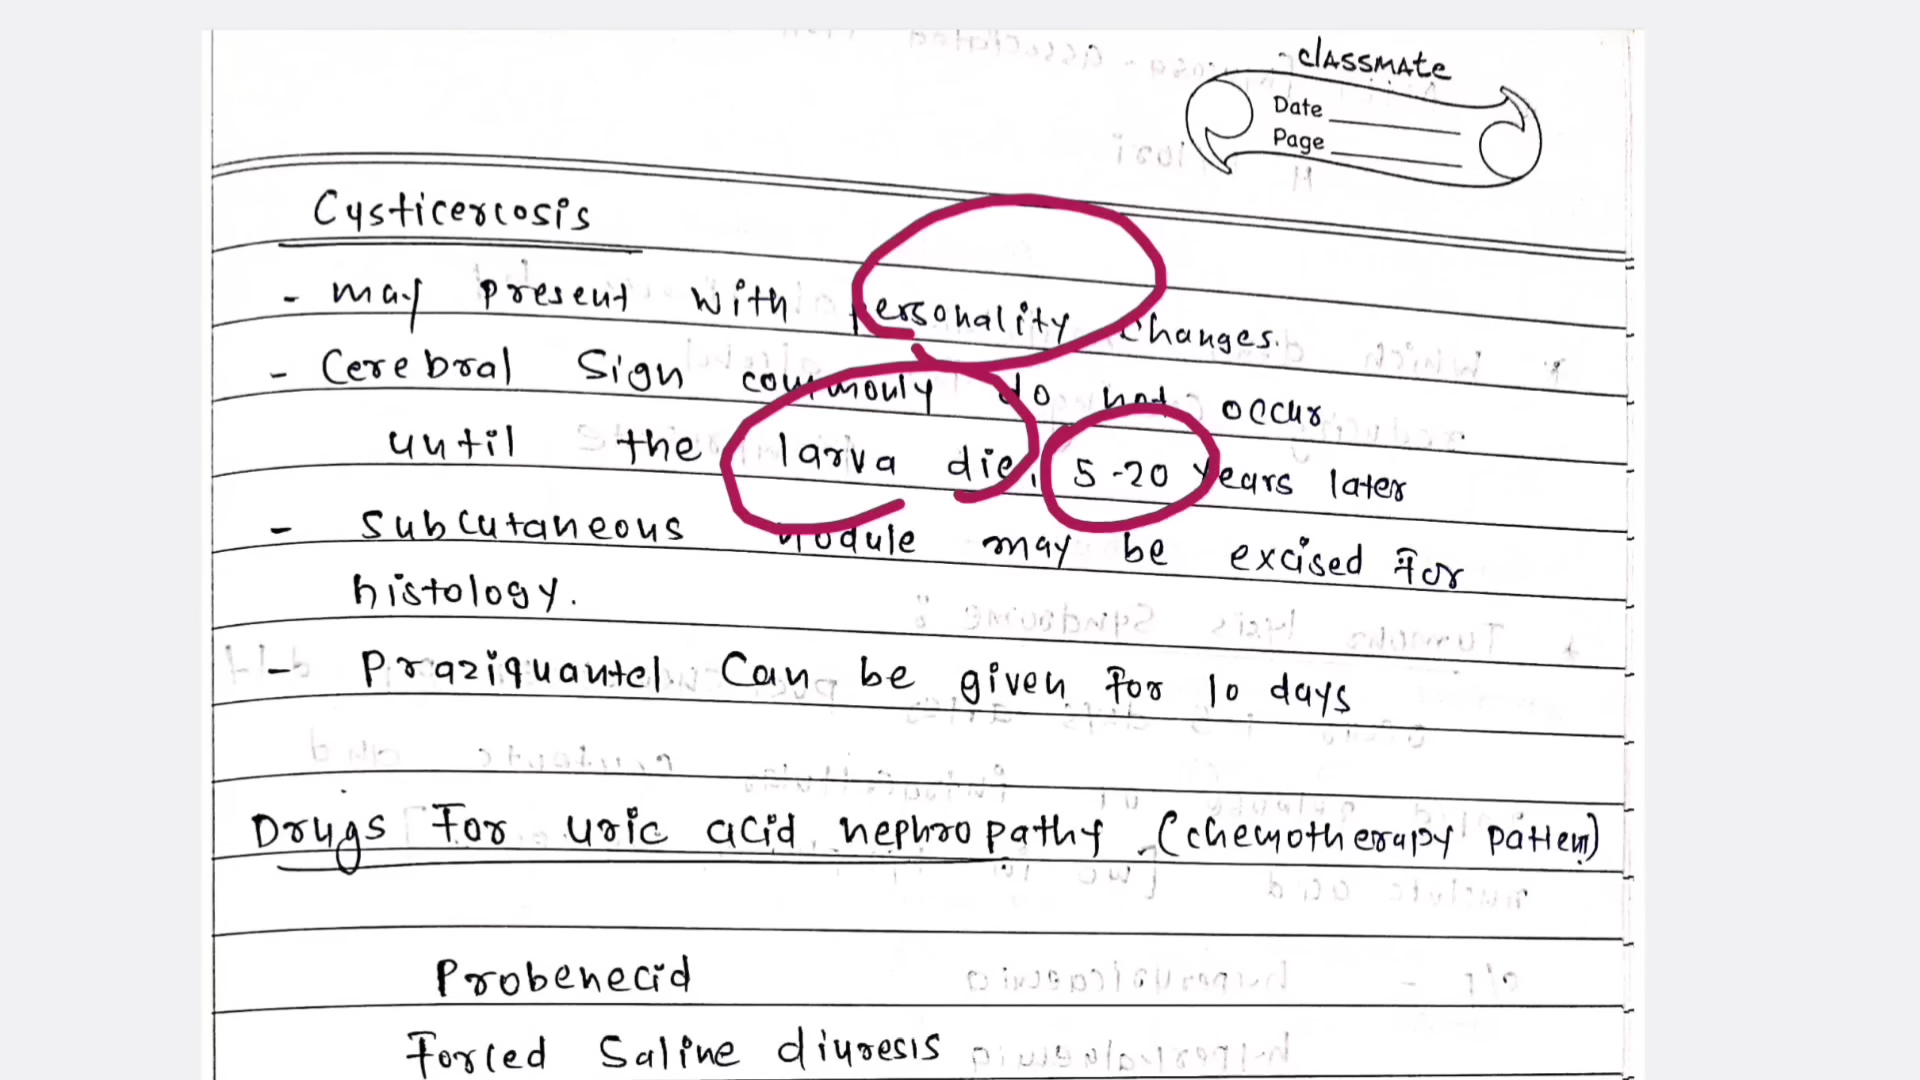 classmate
Date
Page
Cysticercosis
- may present with personality changes.
- Cerebral sign commonly do not occur
until the larva die, 5-20 years later
- subcutaneous nodule may be excised for
histology.
- Praziquantel can be given for 10 days
Drugs for uric acid nephropathy (chemotherapy patient)
Probenecid
Forced saline diuresis